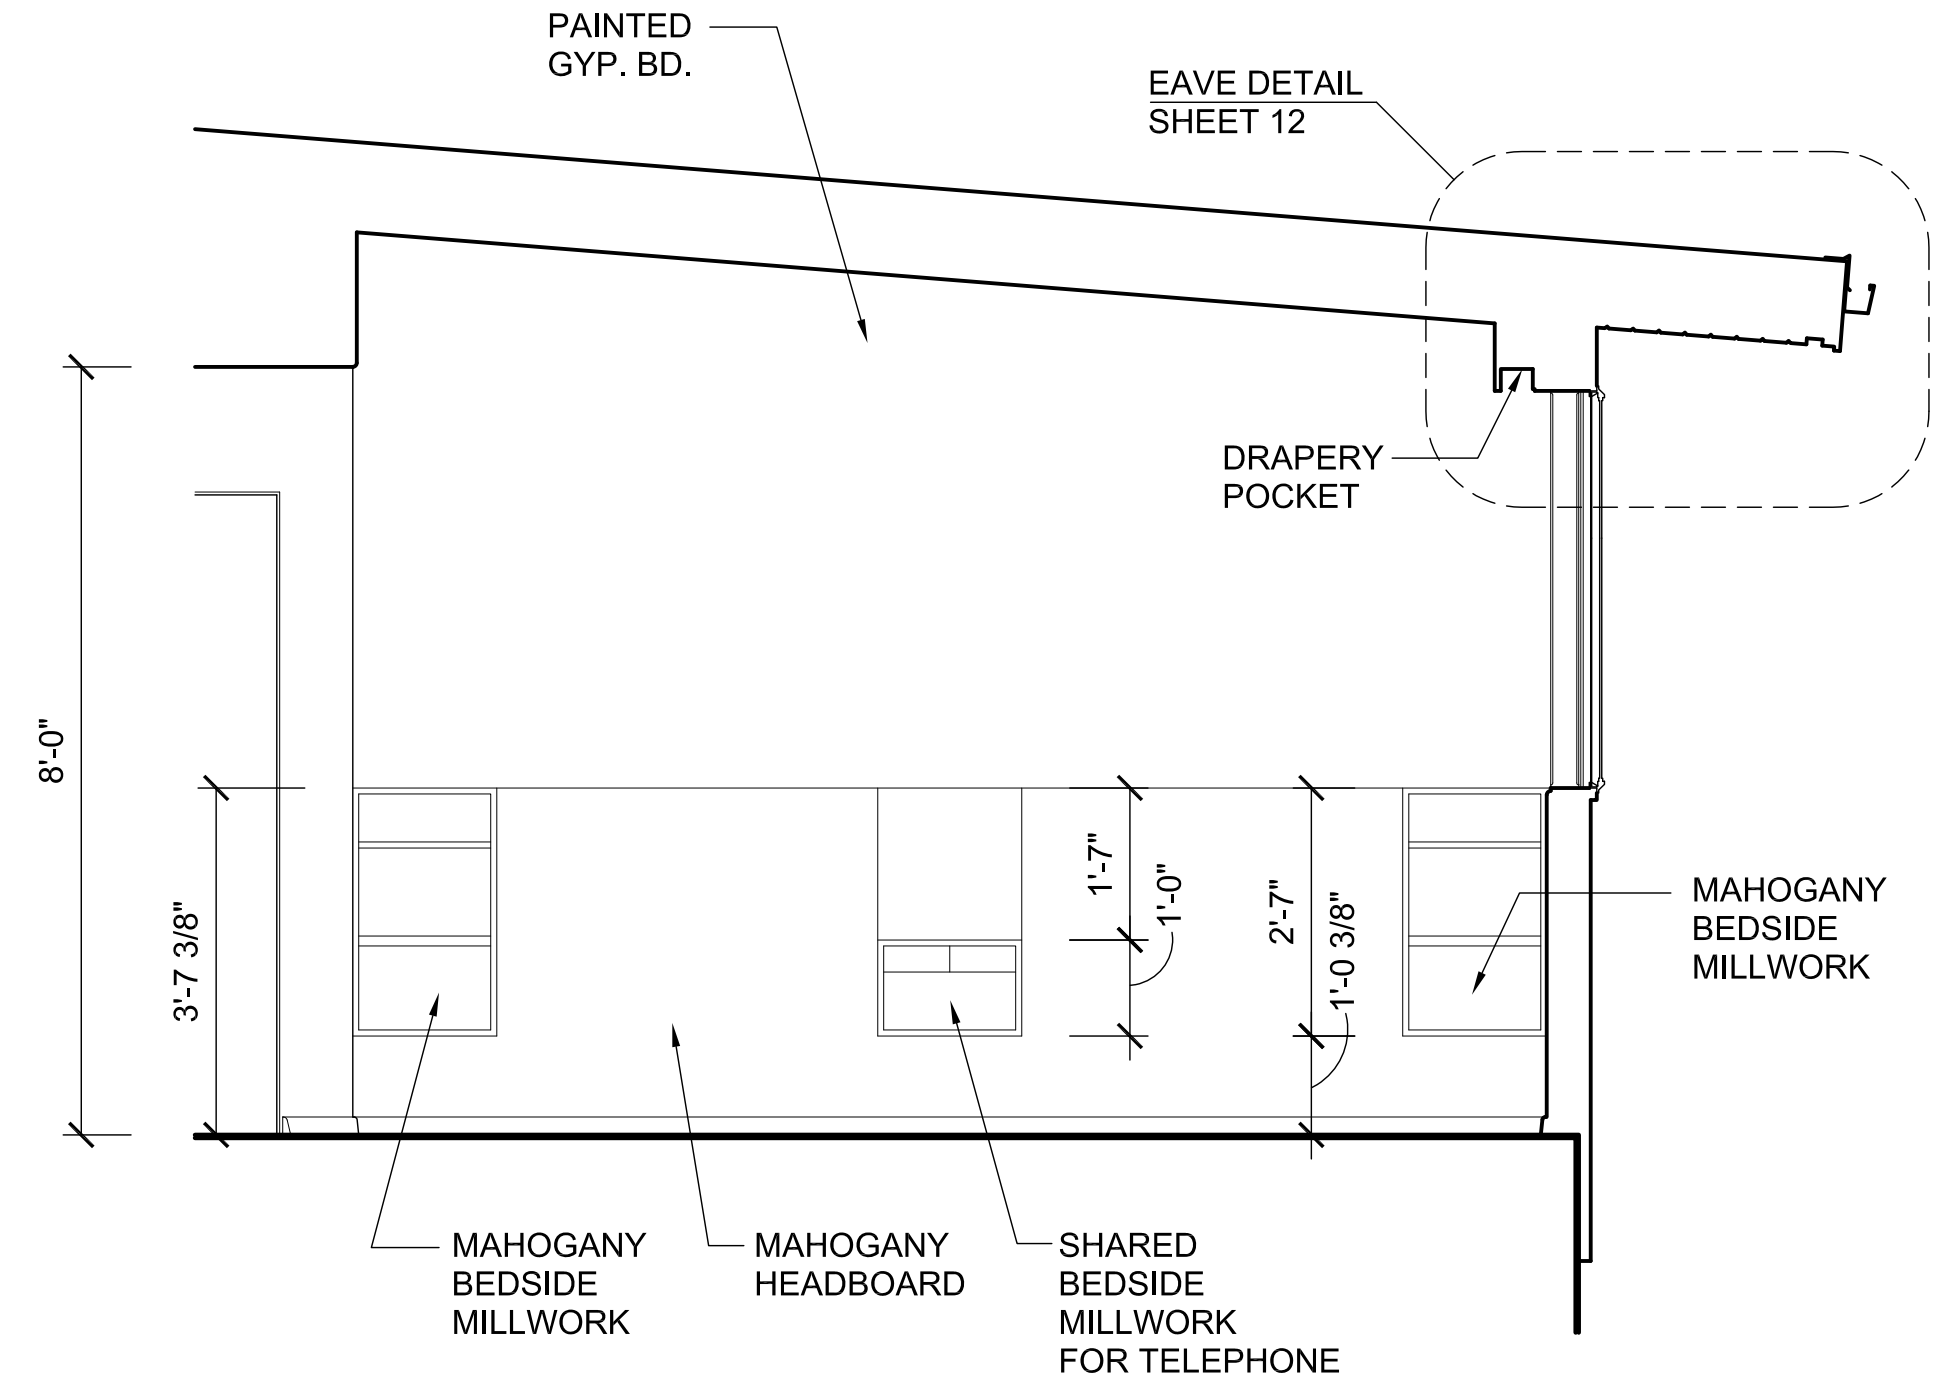 PAINTED
GYP. BD.
EAVE DETAIL
SHEET 12
DRAPERY
POCKET
8'-0"
3'-7 3/8"
1'-7"
1'-0"
2'-7"
1'-0 3/8"
MAHOGANY
BEDSIDE
MILLWORK
MAHOGANY
BEDSIDE
MILLWORK
MAHOGANY
HEADBOARD
SHARED
BEDSIDE
MILLWORK
FOR TELEPHONE